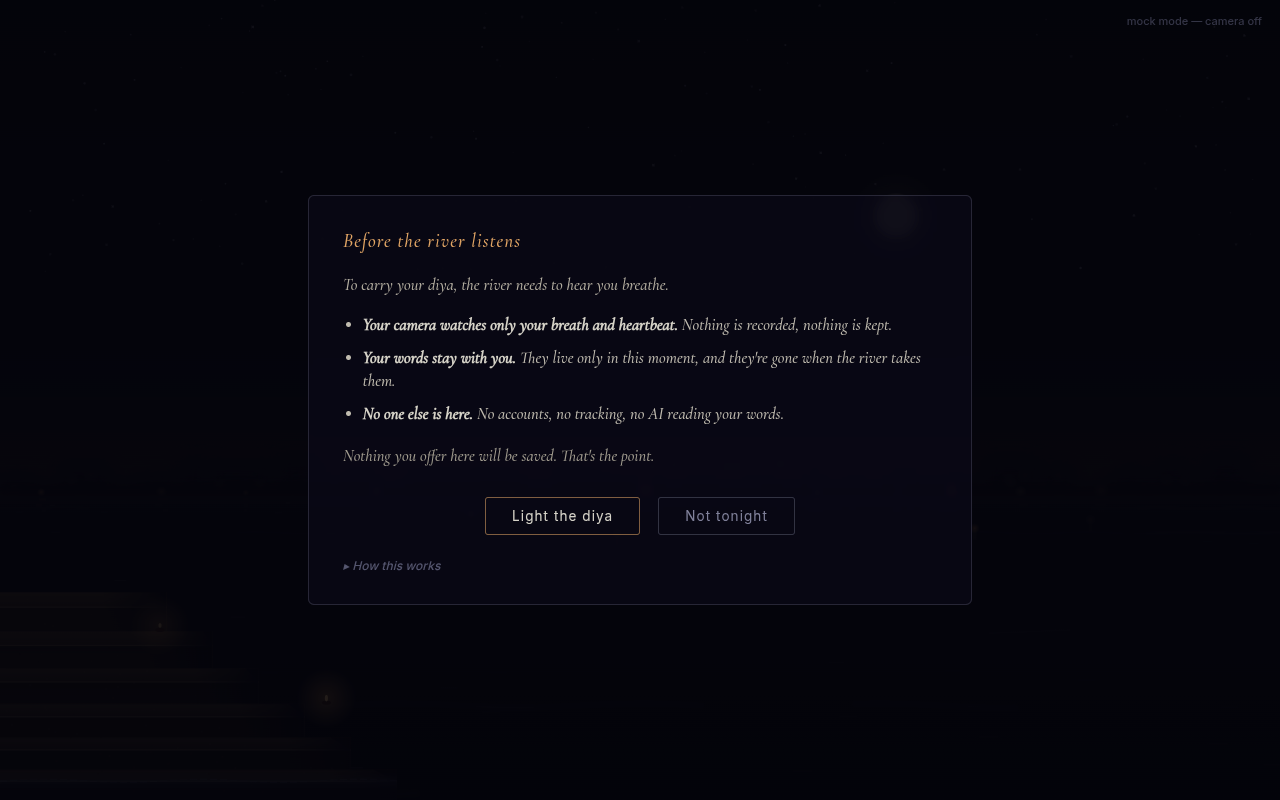 mock mode — camera off
Before the river listens
To carry your diya, the river needs to hear you breathe.
• Your camera watches only your breath and heartbeat. Nothing is recorded, nothing is kept.
• Your words stay with you. They live only in this moment, and they're gone when the river takes
them.
• No one else is here. No accounts, no tracking, no AI reading your words.
Nothing you offer here will be saved. That's the point.
Light the diya
Not tonight
▸ How this works